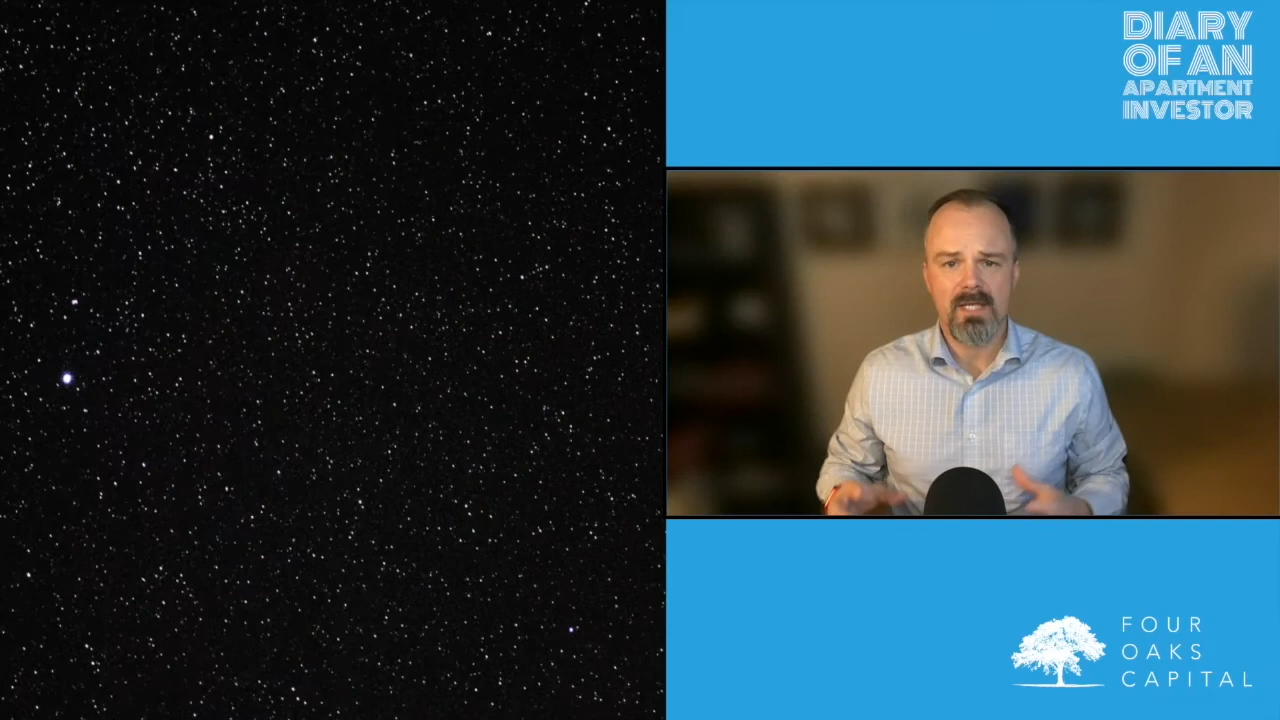 DIARY
OF AN
APARTMENT
INVESTOR
FOUR
OAKS
CAPITAL